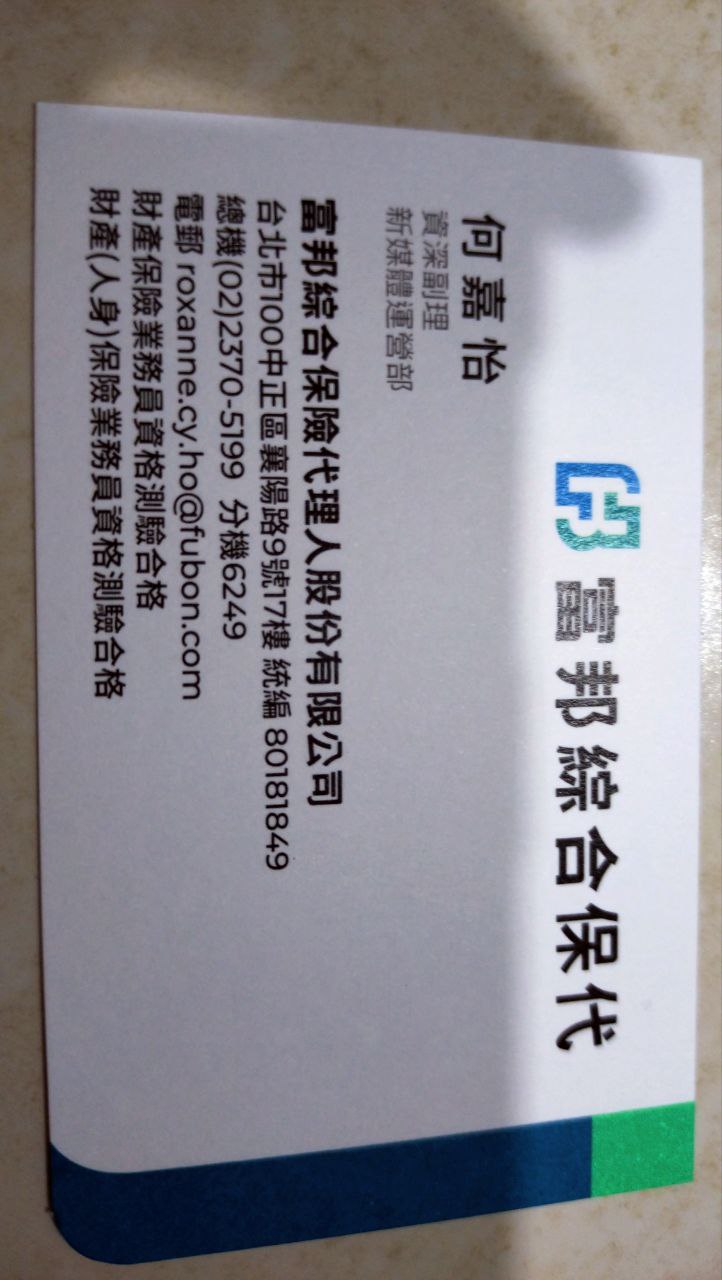 富邦綜合保代
何嘉怡
資深副理
新媒體運營部
富邦綜合保險代理人股份有限公司
台北市100中正區襄陽路9號17樓 統編 80181849
總機(02)2370-5199 分機6249
電郵 roxanne.cy.ho@fubon.com
財產保險業務員資格測驗合格
財產(人身)保險業務員資格測驗合格